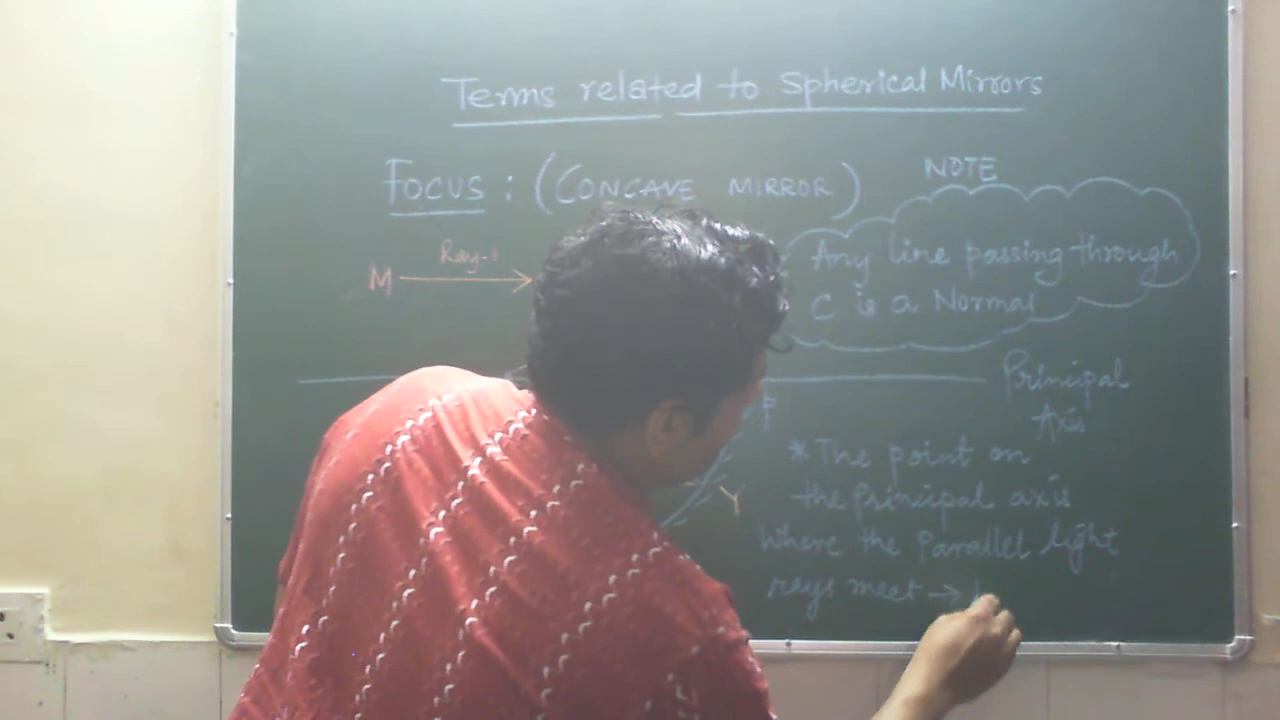 Terms related to Spherical Mirrors
FOCUS : (CONCAVE MIRROR)
NOTE
Any line passing through
C is a Normal
Ray-1
M
Principal
Axis
P
Y
* The point on
the principal axis
where the parallel light
rays meet →